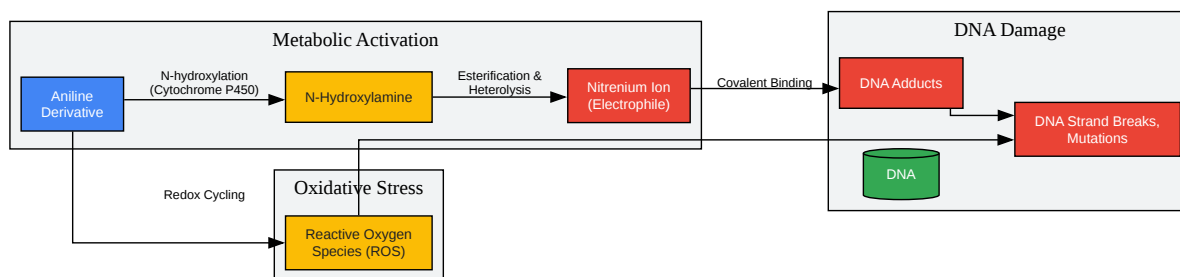 Metabolic Activation
Aniline
Derivative
N-hydroxylation
(Cytochrome P450)
N-Hydroxylamine
Esterification &
Heterolysis
Nitrenium Ion
(Electrophile)
Covalent Binding
DNA Damage
DNA Adducts
DNA Strand Breaks,
Mutations
DNA
Redox Cycling
Oxidative Stress
Reactive Oxygen
Species (ROS)